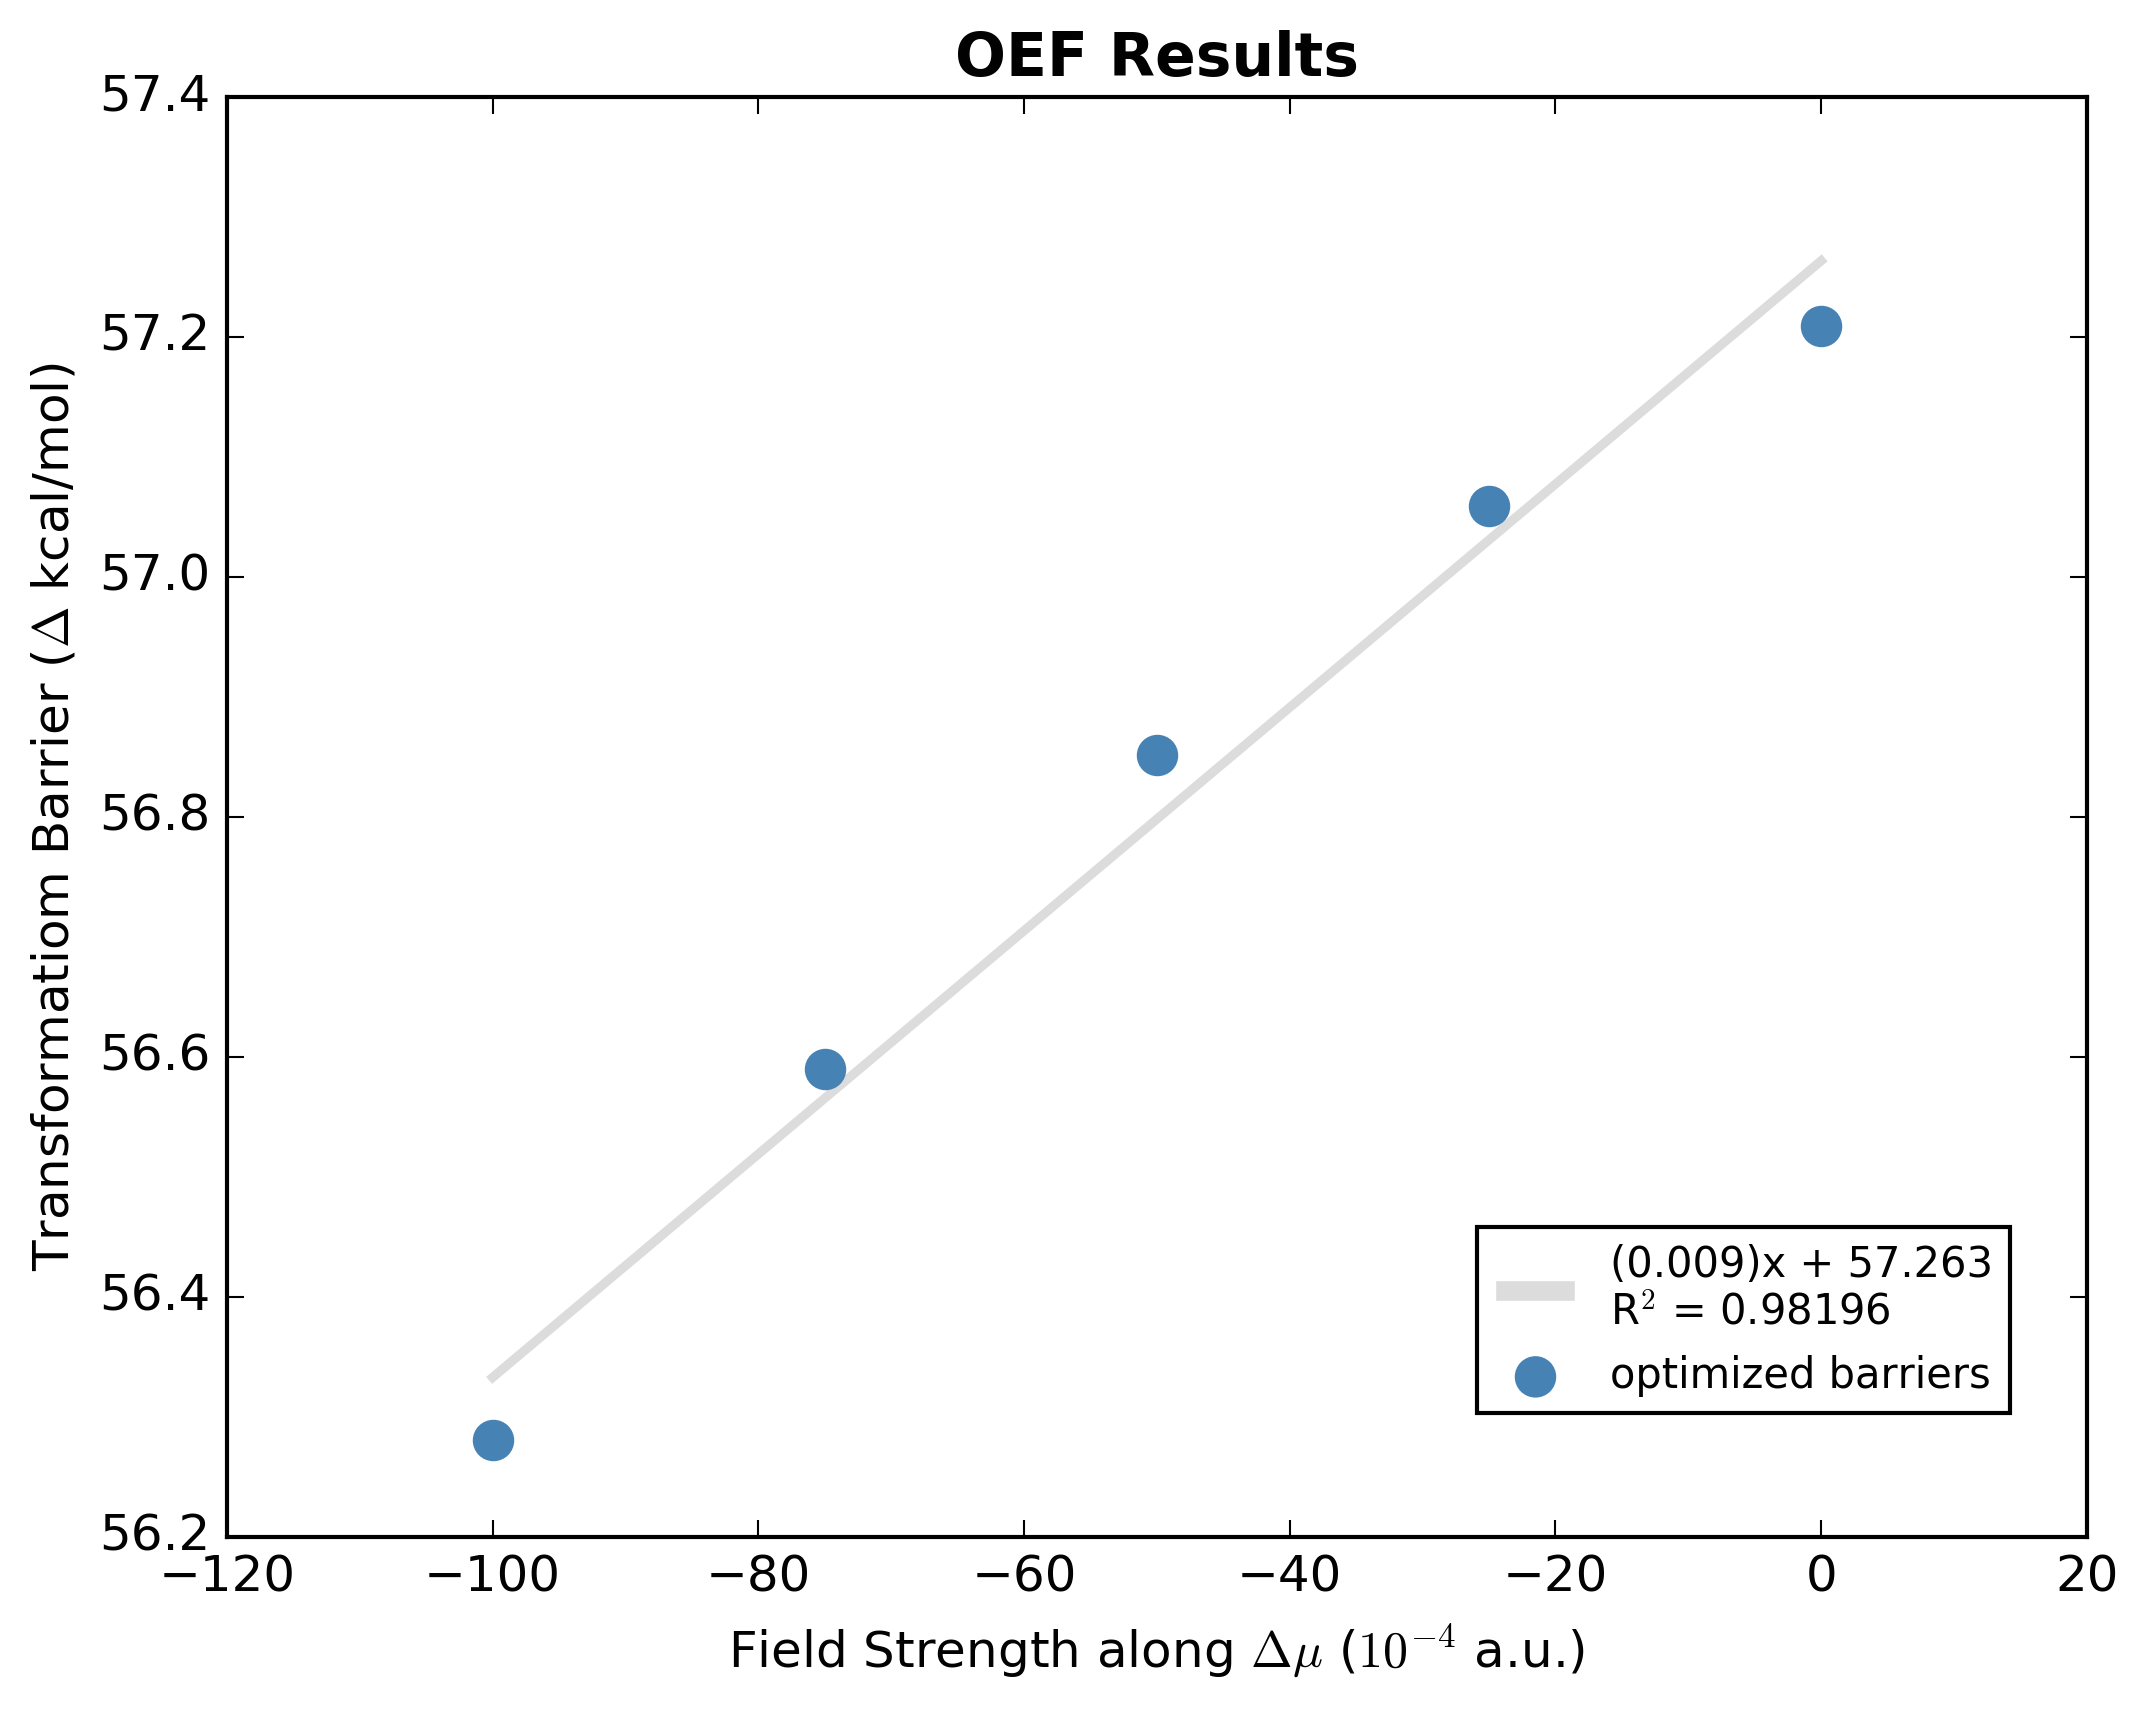 OEF Results
57.4
57.2
57.0
56.8
56.6
56.4
56.2
Transformatiom Barrier (Δ kcal/mol)
(0.009)x + 57.263
R² = 0.98196
optimized barriers
−120 −100 −80 −60 −40 −20 0 20
Field Strength along Δμ (10⁻⁴ a.u.)